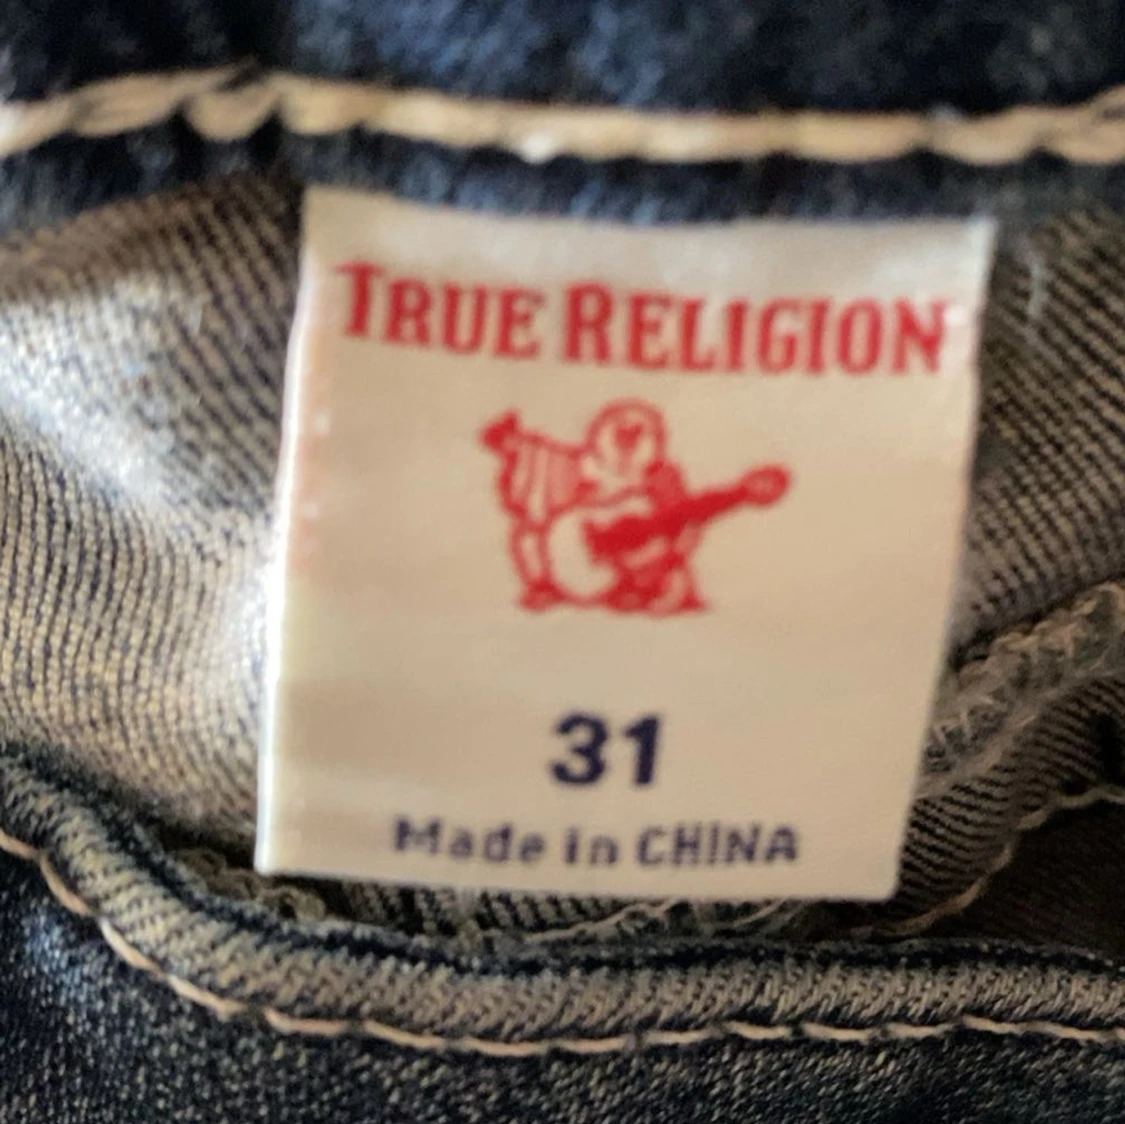 TRUE RELIGION
31
Made in CHINA